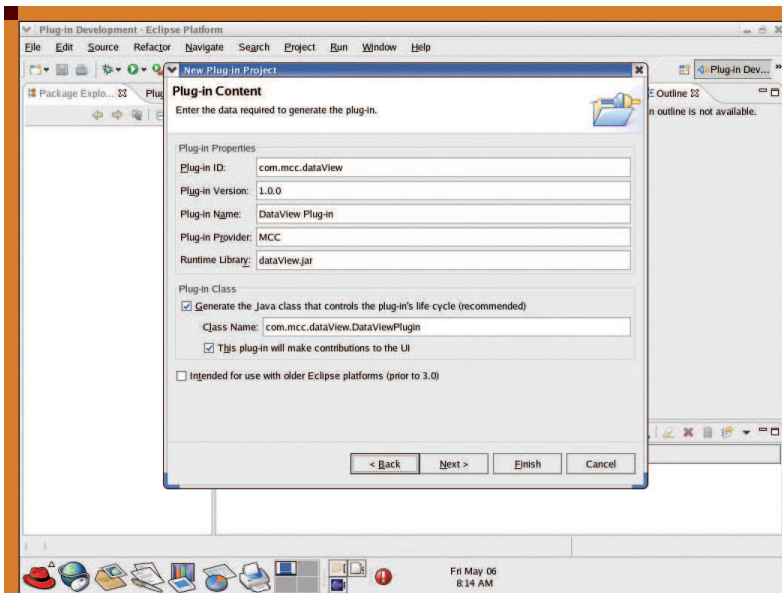 Plug-in Development - Eclipse Platform
File Edit Source Refactor Navigate Search Project Run Window Help
Plug-in Dev... »
Package Explo...
Plug
Outline
n outline is not available.
New Plug-in Project
Plug-in Content
Enter the data required to generate the plug-in.
Plug-in Properties
Plug-in ID: com.mcc.dataView
Plug-in Version: 1.0.0
Plug-in Name: DataView Plug-in
Plug-in Provider: MCC
Runtime Library: dataView.jar
Plug-in Class
Generate the Java class that controls the plug-in's life cycle (recommended)
Class Name: com.mcc.dataView.DataViewPlugin
This plug-in will make contributions to the UI
Intended for use with older Eclipse platforms (prior to 3.0)
< Back Next > Finish Cancel
Fri May 06
8:14 AM